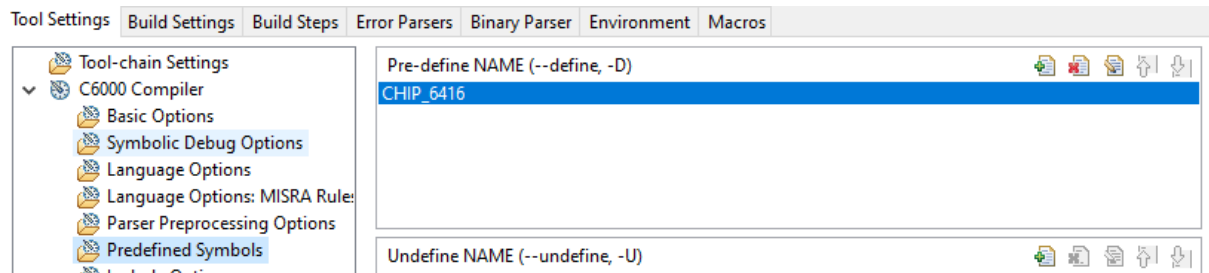 Tool Settings Build Settings Build Steps Error Parsers Binary Parser Environment Macros
Tool-chain Settings
C6000 Compiler
Basic Options
Symbolic Debug Options
Language Options
Language Options: MISRA Rule
Parser Preprocessing Options
Predefined Symbols
Pre-define NAME (--define, -D)
CHIP_6416
Undefine NAME (--undefine, -U)